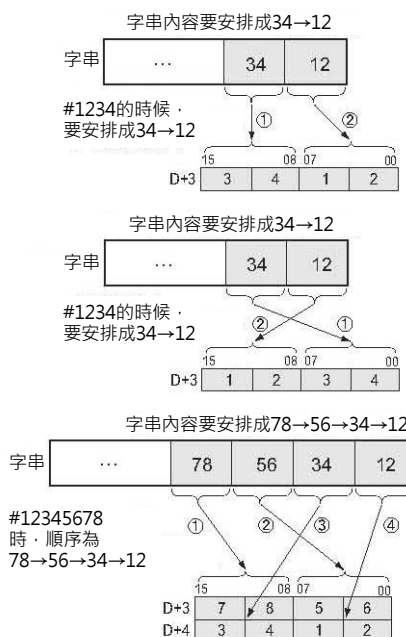 字串內容要安排成34→12
字串 … 34 12
#1234的時候，
要安排成34→12
① ②
15 08 07 00
D+3 3 4 1 2
字串內容要安排成34→12
字串 … 34 12
#1234的時候，
要安排成34→12
② ①
15 08 07 00
D+3 1 2 3 4
字串內容要安排成78→56→34→12
字串 … 78 56 34 12
#12345678
時，順序為
78→56→34→12
① ② ③ ④
15 08 07 00
D+3 7 8 5 6
D+4 3 4 1 2